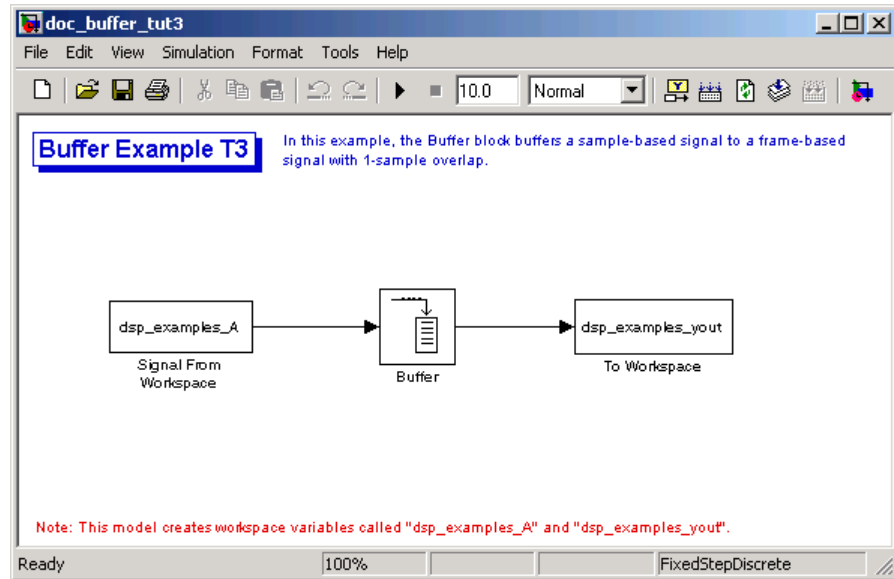 doc_buffer_tut3
File Edit View Simulation Format Tools Help
10.0 Normal
Buffer Example T3
In this example, the Buffer block buffers a sample-based signal to a frame-based
signal with 1-sample overlap.
dsp_examples_A
Signal From
Workspace
Buffer
dsp_examples_yout
To Workspace
Note: This model creates workspace variables called "dsp_examples_A" and "dsp_examples_yout".
Ready 100% FixedStepDiscrete